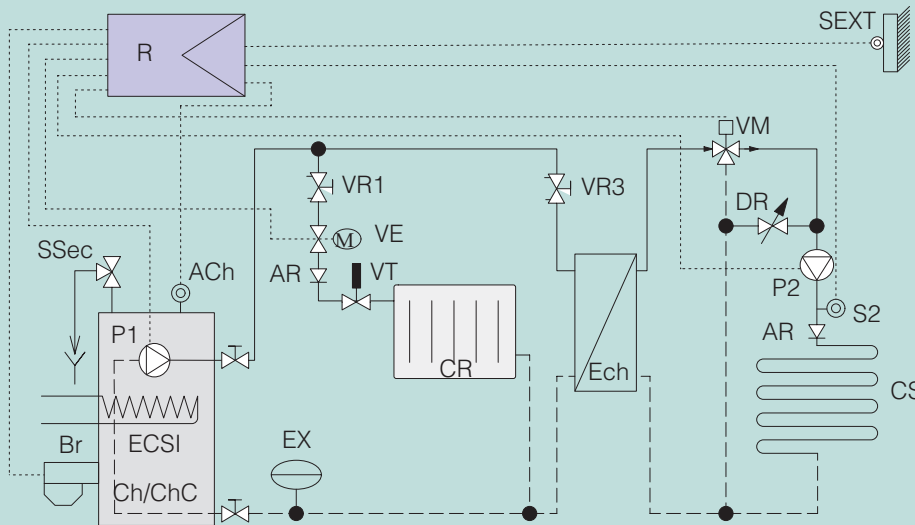 R
SEXT
VM
VR1
VR3
DR
SSec
VE
ACh
AR
VT
P2
S2
P1
AR
CR
Ech
CS
Br
ECSI
EX
Ch/ChC
M